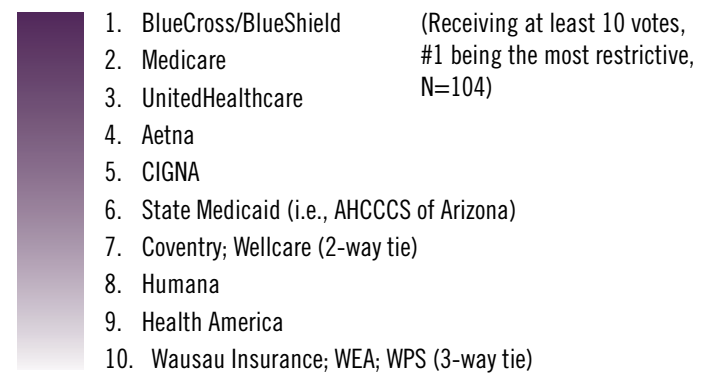 1. BlueCross/BlueShield
2. Medicare
3. UnitedHealthcare
4. Aetna
5. CIGNA
6. State Medicaid (i.e., AHCCCS of Arizona)
7. Coventry; Wellcare (2-way tie)
8. Humana
9. Health America
10. Wausau Insurance; WEA; WPS (3-way tie)
(Receiving at least 10 votes,
#1 being the most restrictive,
N=104)